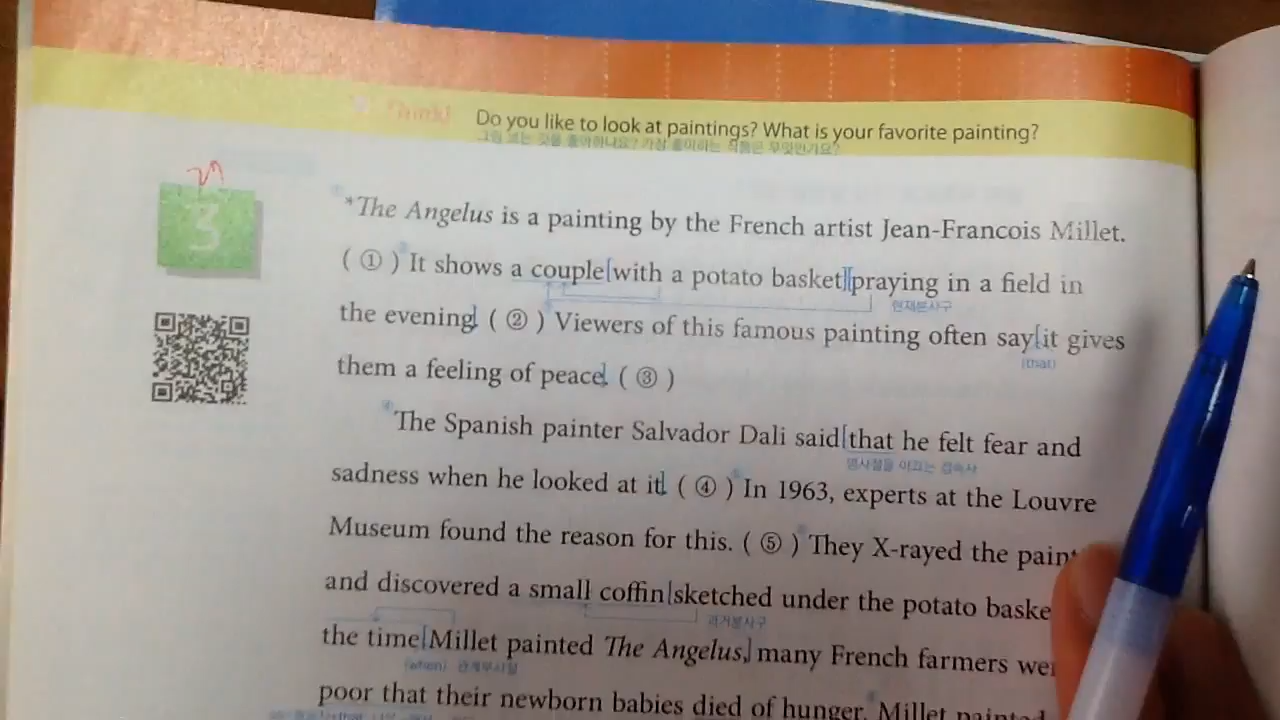 Think! Do you like to look at paintings? What is your favorite painting?
그림 보는 것을 좋아하나요? 가장 좋아하는 작품은 무엇인가요?
3
*The Angelus is a painting by the French artist Jean-Francois Millet.
( ① ) It shows a couple with a potato basket praying in a field in
현재분사구
the evening. ( ② ) Viewers of this famous painting often say it gives
(that)
them a feeling of peace. ( ③ )
The Spanish painter Salvador Dali said that he felt fear and
명사절을 이끄는 접속사
sadness when he looked at it. ( ④ ) In 1963, experts at the Louvre
Museum found the reason for this. ( ⑤ ) They X-rayed the paint
and discovered a small coffin sketched under the potato baske
과거분사구
the time Millet painted The Angelus, many French farmers wer
(when) 관계부사절
poor that their newborn babies died of hunger. Millet painted